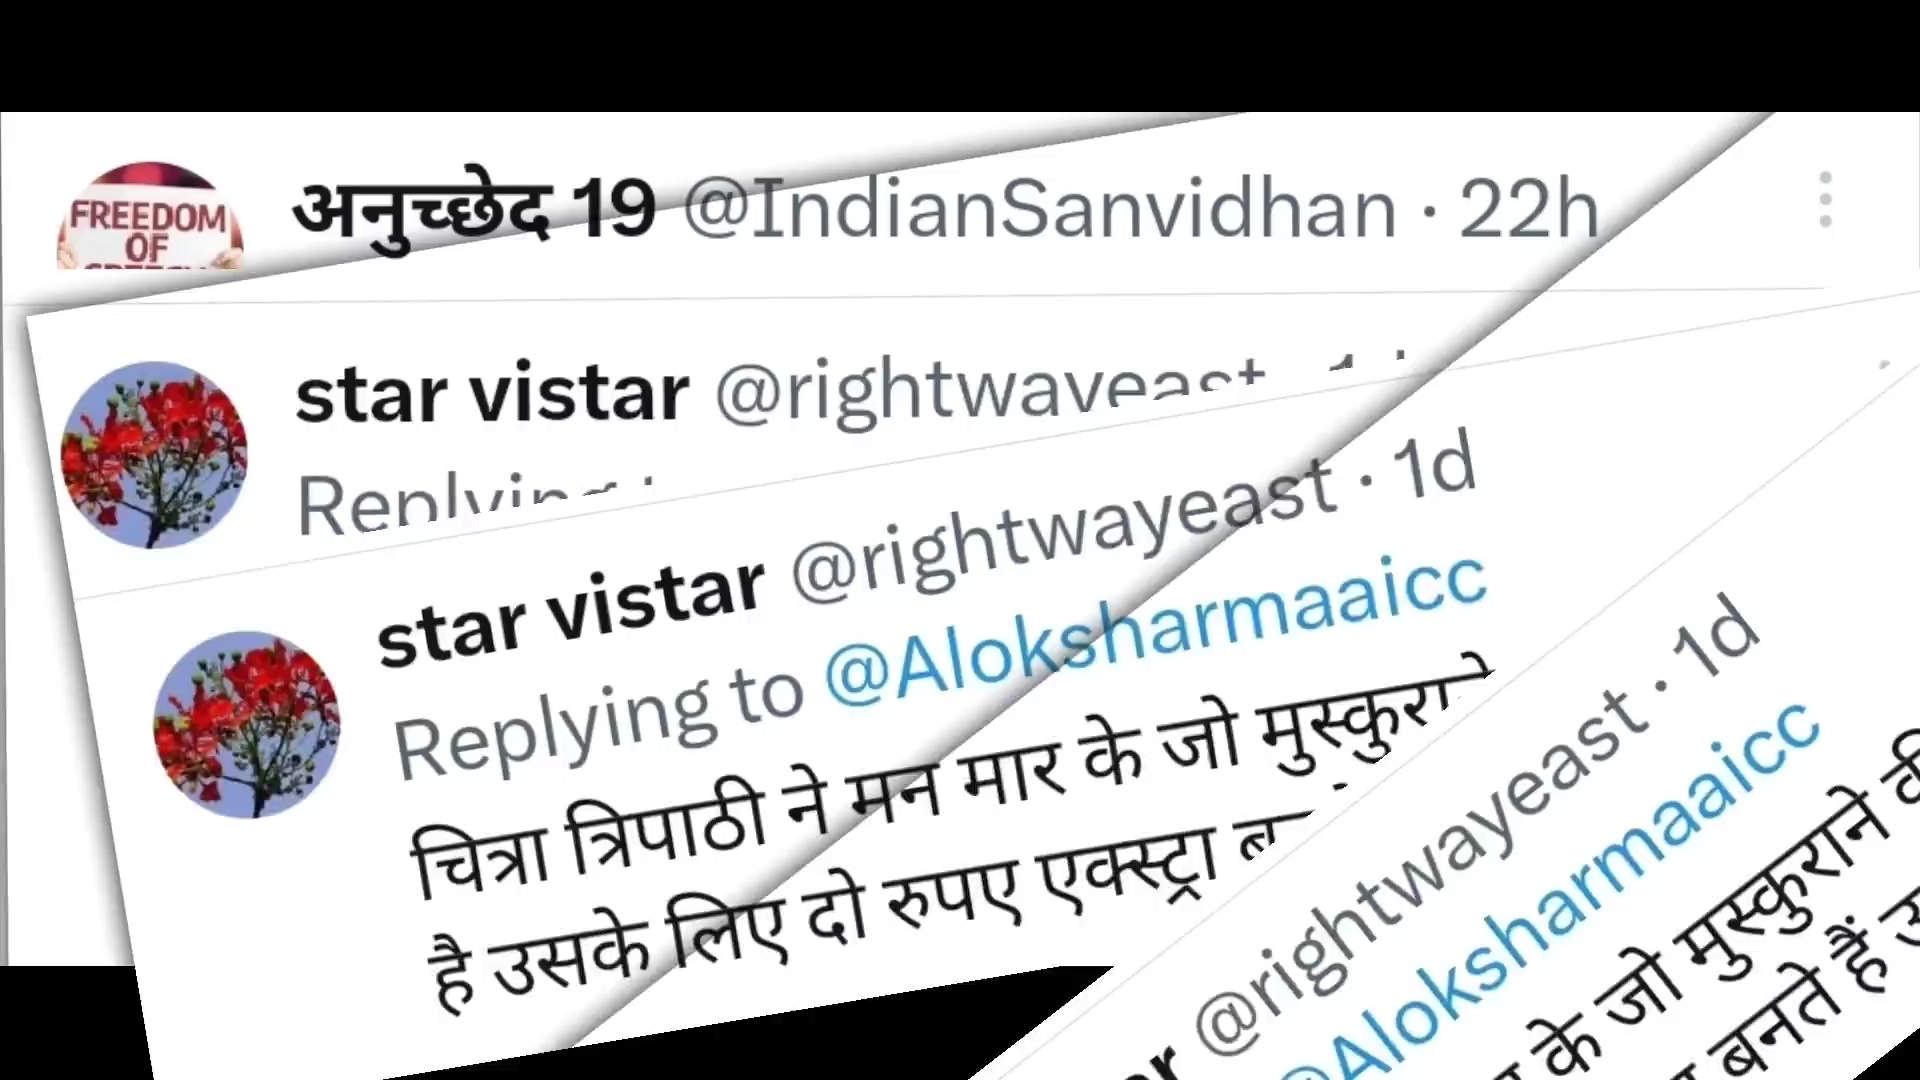 FREEDOM
OF
अनुच्छेद 19 @IndianSanvidhan · 22h
star vistar @rightwayeast
Replying
star vistar @rightwayeast · 1d
Replying to @Aloksharmaaicc
चित्रा त्रिपाठी ने मन मार के जो मुस्कुराने
है उसके लिए दो रुपए एक्स्ट्रा
@rightwayeast · 1d
@Aloksharmaaicc
के जो मुस्कुराने
बनते हैं